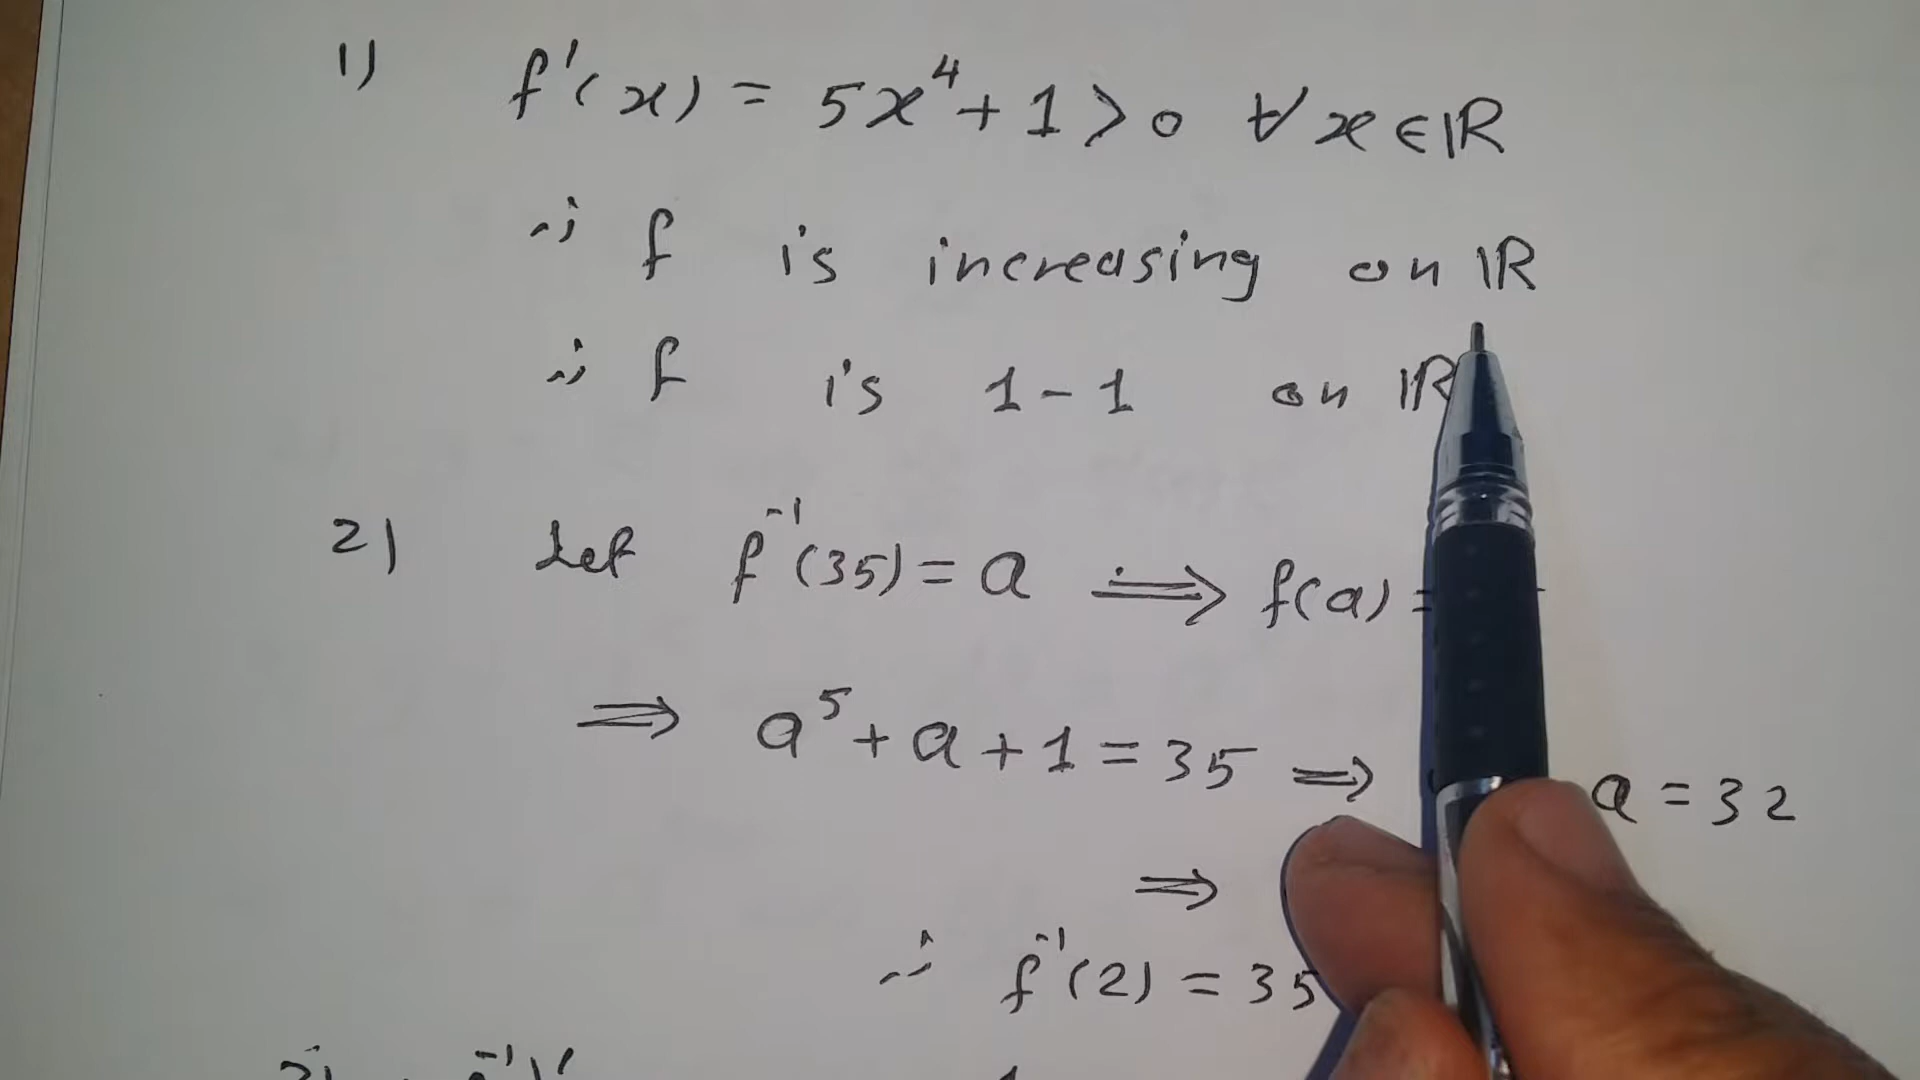 1) f'(x) = 5x⁴ + 1 > 0 ∀ x ∈ ℝ
∴ f is increasing on ℝ
∴ f is 1-1 on ℝ
2) Let f⁻¹(35) = a ⟹ f(a) =
⟹ a⁵ + a + 1 = 35 ⟹ a = 32
⟹
∴ f⁻¹(2) = 35